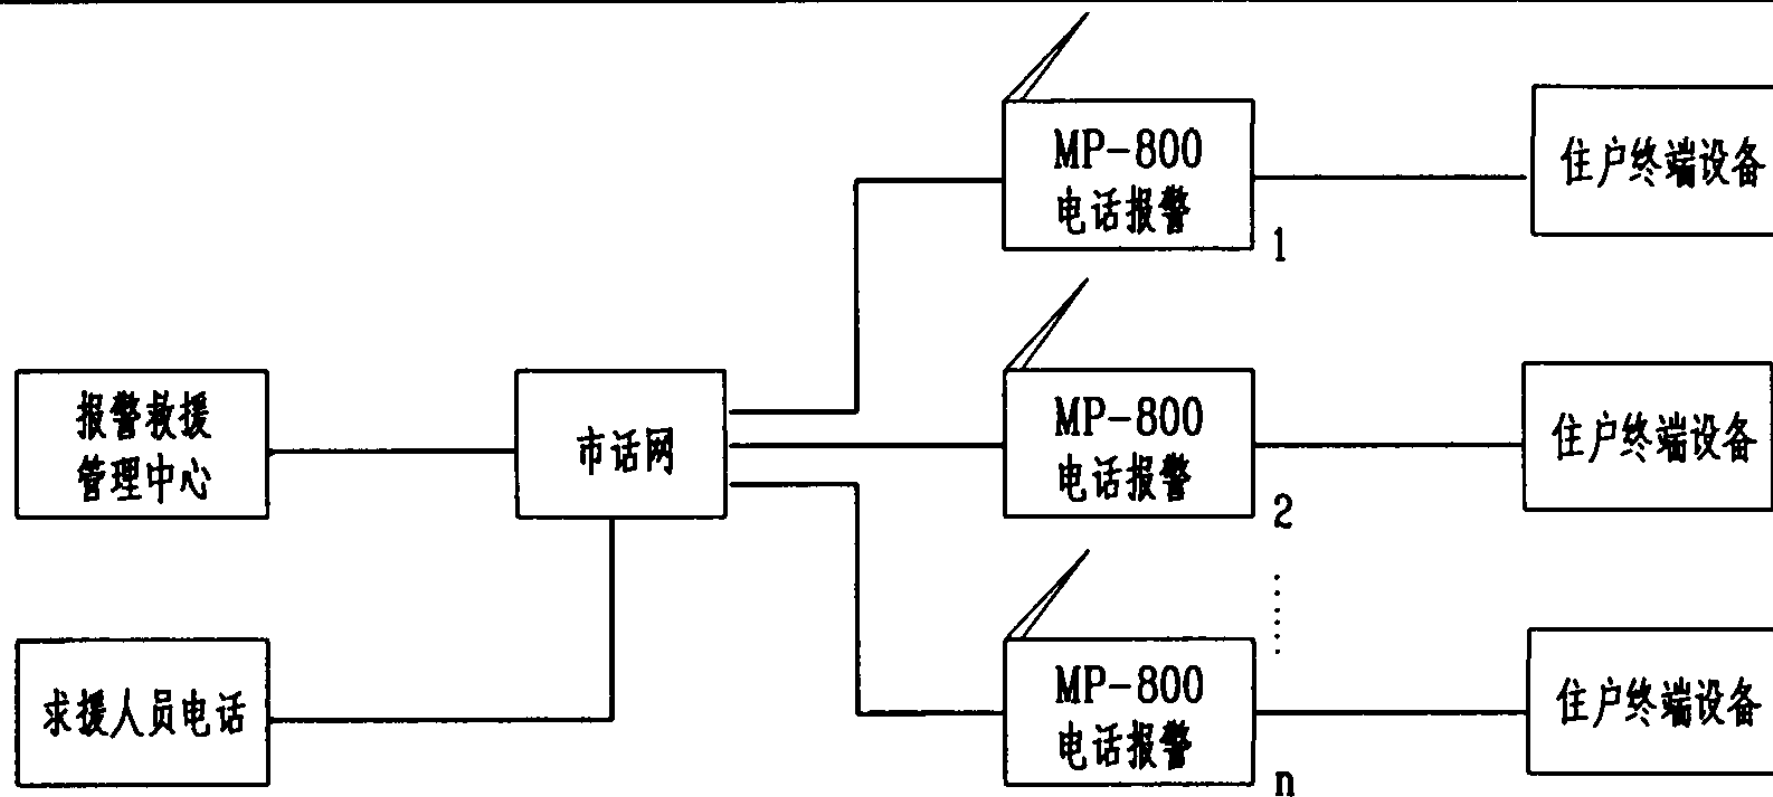 MP-800
电话报警
1
住户终端设备
报警救援
管理中心
市话网
MP-800
电话报警
2
住户终端设备
求援人员电话
MP-800
电话报警
n
住户终端设备